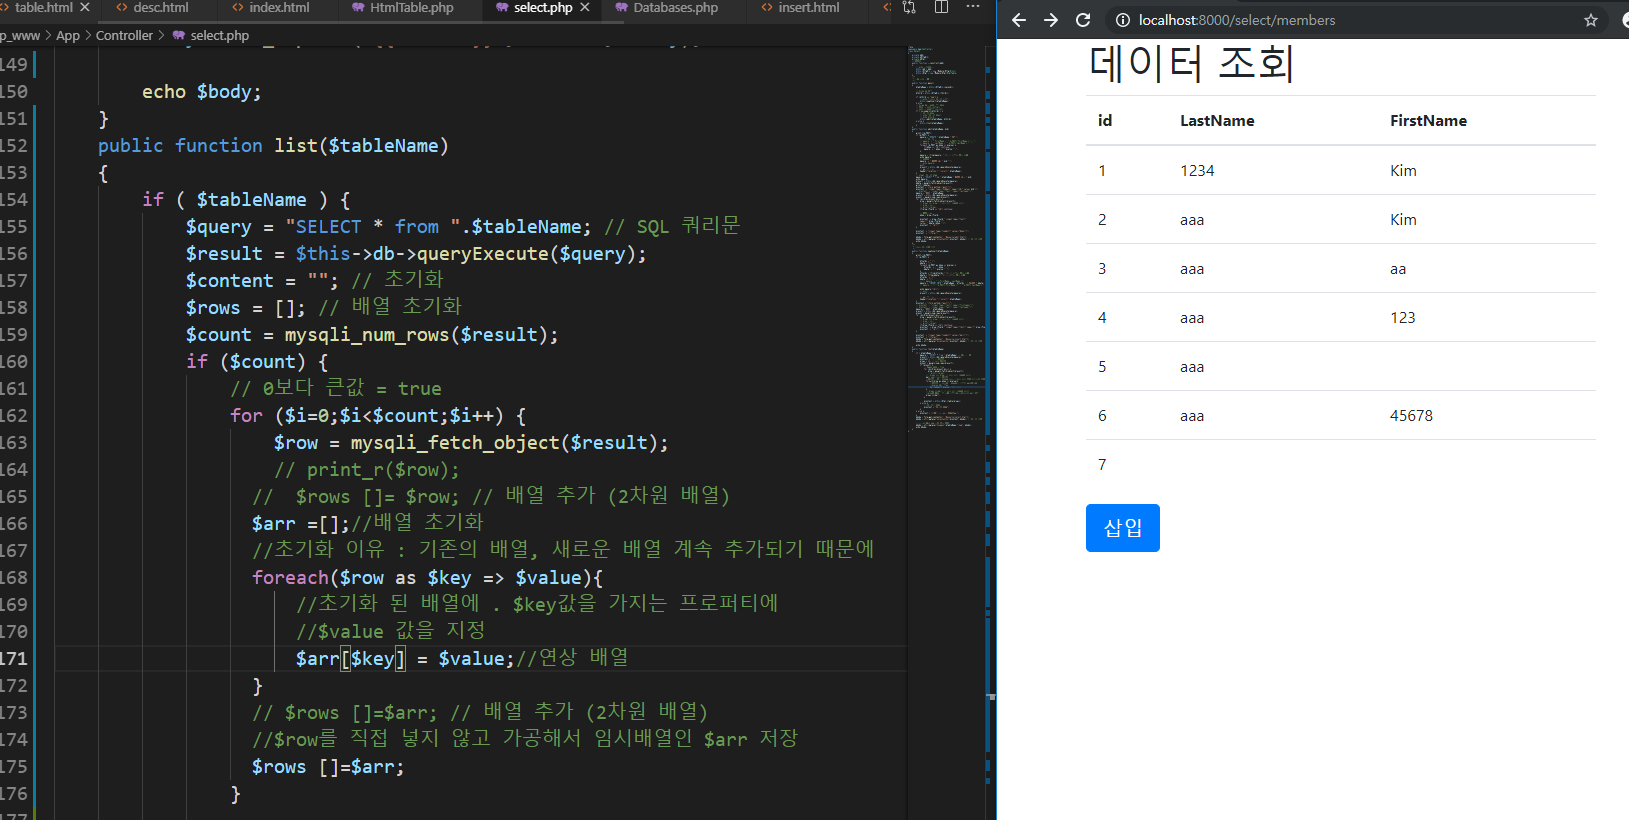 table.html desc.html index.html HtmlTable.php select.php Databases.php insert.html
p_www > App > Controller > select.php
149
150 echo $body;
151 }
152 public function list($tableName)
153 {
154 if ( $tableName ) {
155 $query = "SELECT * from ".$tableName; // SQL 쿼리문
156 $result = $this->db->queryExecute($query);
157 $content = ""; // 초기화
158 $rows = []; // 배열 초기화
159 $count = mysqli_num_rows($result);
160 if ($count) {
161 // 0보다 큰값 = true
162 for ($i=0;$i<$count;$i++) {
163 $row = mysqli_fetch_object($result);
164 // print_r($row);
165 // $rows []= $row; // 배열 추가 (2차원 배열)
166 $arr =[];//배열 초기화
167 //초기화 이유 : 기존의 배열, 새로운 배열 계속 추가되기 때문에
168 foreach($row as $key => $value){
169 //초기화 된 배열에 . $key값을 가지는 프로퍼티에
170 //$value 값을 지정
171 $arr[$key] = $value;//연상 배열
172 }
173 // $rows []=$arr; // 배열 추가 (2차원 배열)
174 //$row를 직접 넣지 않고 가공해서 임시배열인 $arr 저장
175 $rows []=$arr;
176 }
177
localhost:8000/select/members
데이터 조회
id LastName FirstName
1 1234 Kim
2 aaa Kim
3 aaa aa
4 aaa 123
5 aaa
6 aaa 45678
7
삽입